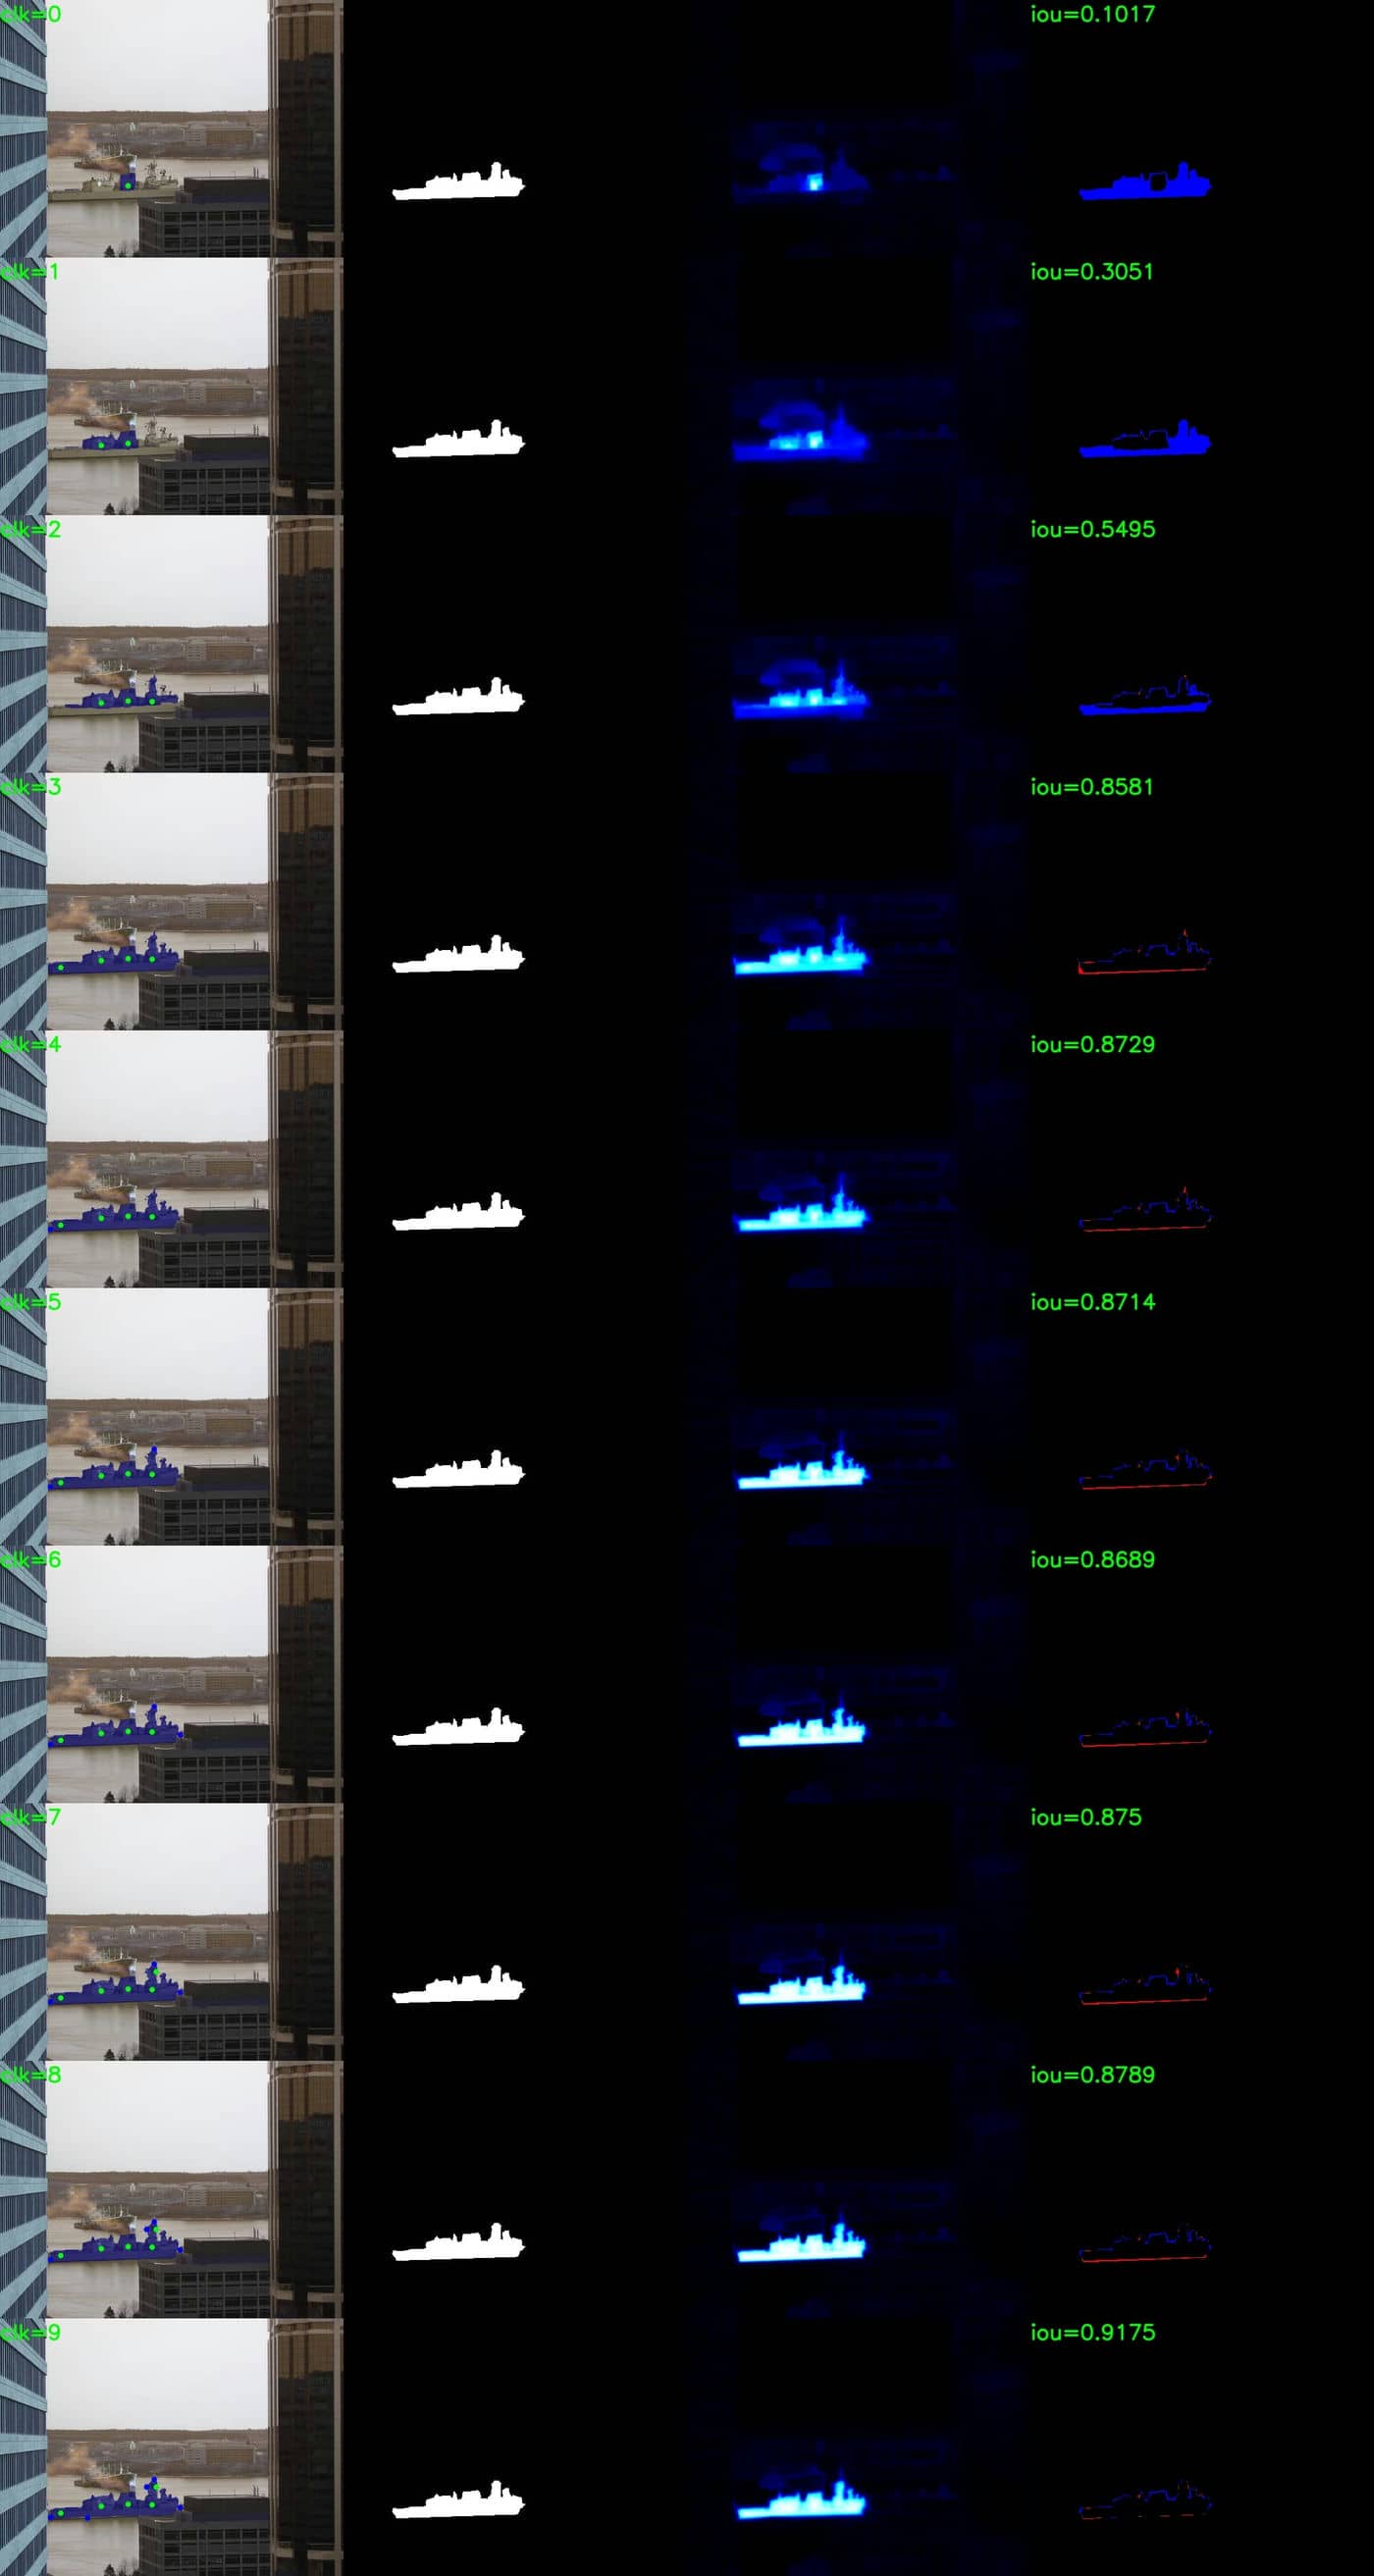 clk=0 iou=0.1017
clk=1 iou=0.3051
clk=2 iou=0.5495
clk=3 iou=0.8581
clk=4 iou=0.8729
clk=5 iou=0.8714
clk=6 iou=0.8689
clk=7 iou=0.875
clk=8 iou=0.8789
clk=9 iou=0.9175